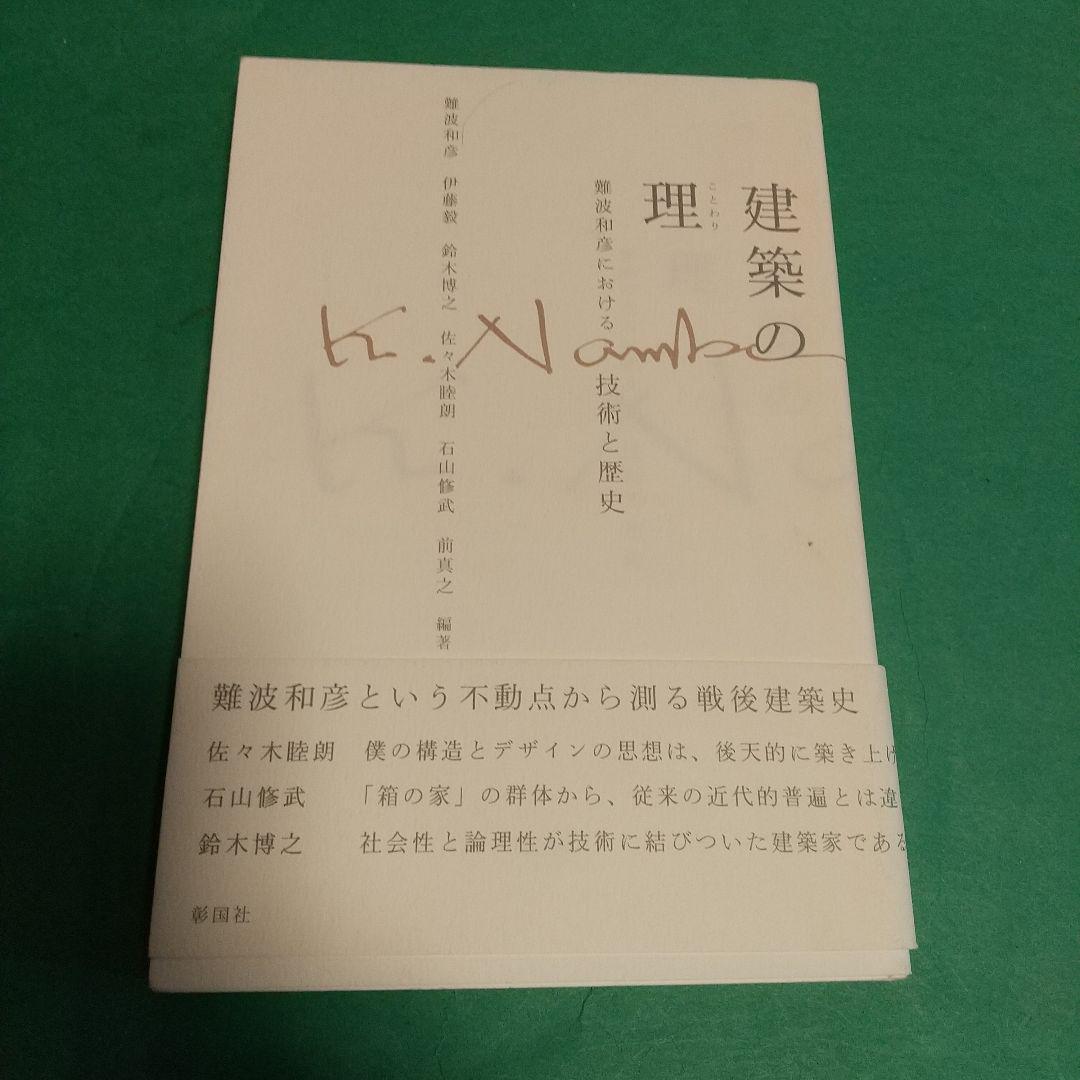 建築の
理
ことわり
難波和彦における技術と歴史
難波和彦 伊藤毅 鈴木博之 佐々木睦朗 石山修武 前真之 編著
K. Namba
難波和彦という不動点から測る戦後建築史
佐々木睦朗 僕の構造とデザインの思想は、後天的に築き上げ
石山修武 「箱の家」の群体から、従来の近代的普遍とは違
鈴木博之 社会性と論理性が技術に結びついた建築家である
彰国社